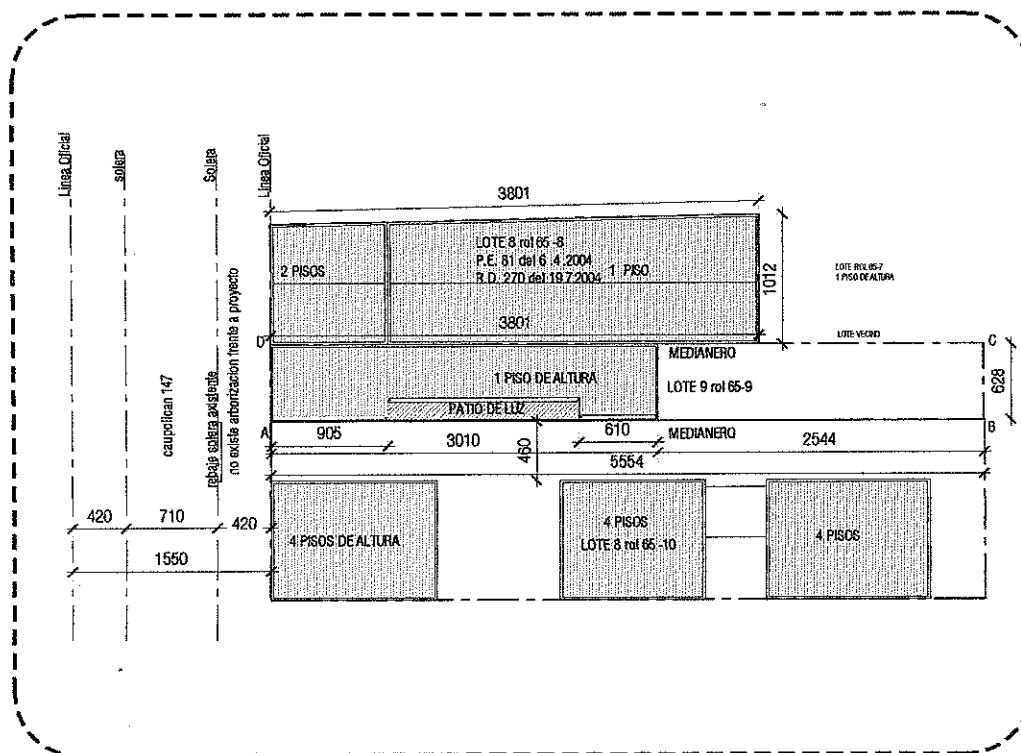 Línea Oficial
solera
Solera
Línea Oficial
caupolican 147
rebaje solera existente
no existe arborizacion frente a proyecto
3801
LOTE 8 rol 65 -8
P.E. 81 del 6 .4 .2004
R.D. 270 del 19.7.2004
2 PISOS
1 PISO
1012
LOTE ROL 65-7
1 PISO DE ALTURA
3801
LOTE VECINO
D
C
MEDIANERO
1 PISO DE ALTURA
LOTE 9 rol 65-9
628
PATIO DE LUZ
A
B
MEDIANERO
905
3010
610
2544
460
5554
420
710
420
1550
4 PISOS DE ALTURA
4 PISOS
LOTE 8 rol 65 -10
4 PISOS